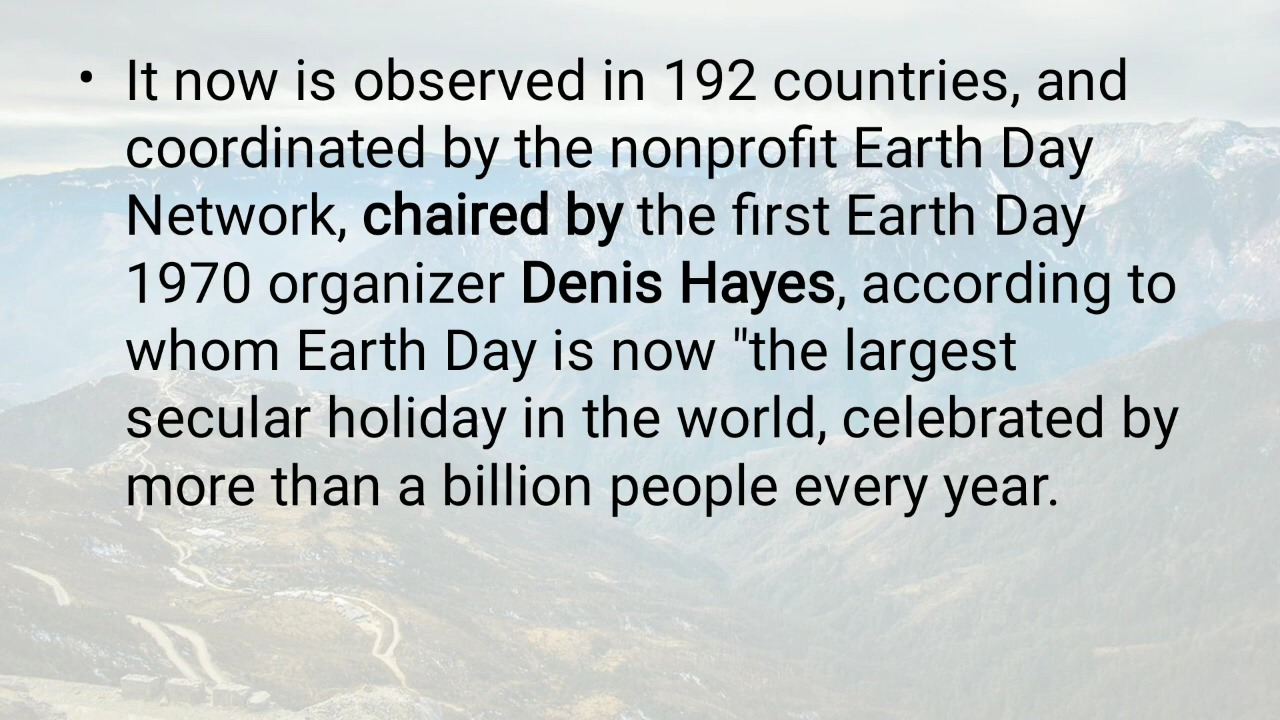 • It now is observed in 192 countries, and
coordinated by the nonprofit Earth Day
Network, chaired by the first Earth Day
1970 organizer Denis Hayes, according to
whom Earth Day is now "the largest
secular holiday in the world, celebrated by
more than a billion people every year.